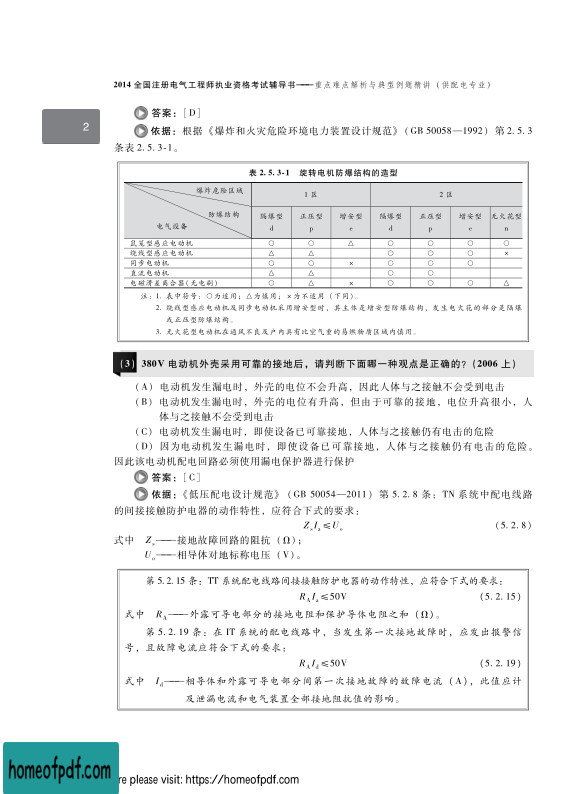 2014 全国注册电气工程师执业资格考试辅导书——重点难点解析与典型例题精讲（供配电专业）
2
答案：[D]
依据：根据《爆炸和火灾危险环境电力装置设计规范》（GB 50058—1992）第 2.5.3
条表 2.5.3-1。
表 2.5.3-1 旋转电机防爆结构的造型
爆炸危险区域 1 区 2 区
防爆结构 隔爆型 正压型 增安型 隔爆型 正压型 增安型 无火花型
电气设备 d p e d p e n
鼠笼型感应电动机 ○ ○ △ ○ ○ ○ ○
绕线型感应电动机 △ △ ○ ○ ○ ×
同步电动机 ○ ○ × ○ ○ ○
直流电动机 △ △ ○ ○
电磁滑差离合器(无电刷) ○ △ × ○ ○ ○ △
注：1. 表中符号：○为适用；△为慎用；×为不适用（下同）。
2. 绕线型感应电动机及同步电动机采用增安型时，其主体是增安型防爆结构，发生电火花的部分是隔爆
或正压型防爆结构。
3. 无火花型电动机在通风不良及户内具有比空气重的易燃物质区域内慎用。
(3) 380V 电动机外壳采用可靠的接地后，请判断下面哪一种观点是正确的？（2006 上）
（A）电动机发生漏电时，外壳的电位不会升高，因此人体与之接触不会受到电击
（B）电动机发生漏电时，外壳的电位有升高，但由于可靠的接地，电位升高很小，人
体与之接触不会受到电击
（C）电动机发生漏电时，即使设备已可靠接地，人体与之接触仍有电击的危险
（D）因为电动机发生漏电时，即使设备已可靠接地，人体与之接触仍有电击的危险。
因此该电动机配电回路必须使用漏电保护器进行保护
答案：[C]
依据：《低压配电设计规范》（GB 50054—2011）第 5.2.8 条：TN 系统中配电线路
的间接接触防护电器的动作特性，应符合下式的要求：
ZsIa≤Uo （5.2.8）
式中 Zs——接地故障回路的阻抗（Ω）；
Uo——相导体对地标称电压（V）。
第 5.2.15 条：TT 系统配电线路间接接触防护电器的动作特性，应符合下式的要求：
RAIa≤50V （5.2.15）
式中 RA——外露可导电部分的接地电阻和保护导体电阻之和（Ω）。
第 5.2.19 条：在 IT 系统的配电线路中，当发生第一次接地故障时，应发出报警信
号，且故障电流应符合下式的要求：
RAId≤50V （5.2.19）
式中 Id——相导体和外露可导电部分间第一次接地故障的故障电流（A），此值应计
及泄漏电流和电气装置全部接地阻抗值的影响。
homeofpdf.com
re please visit: https://homeofpdf.com